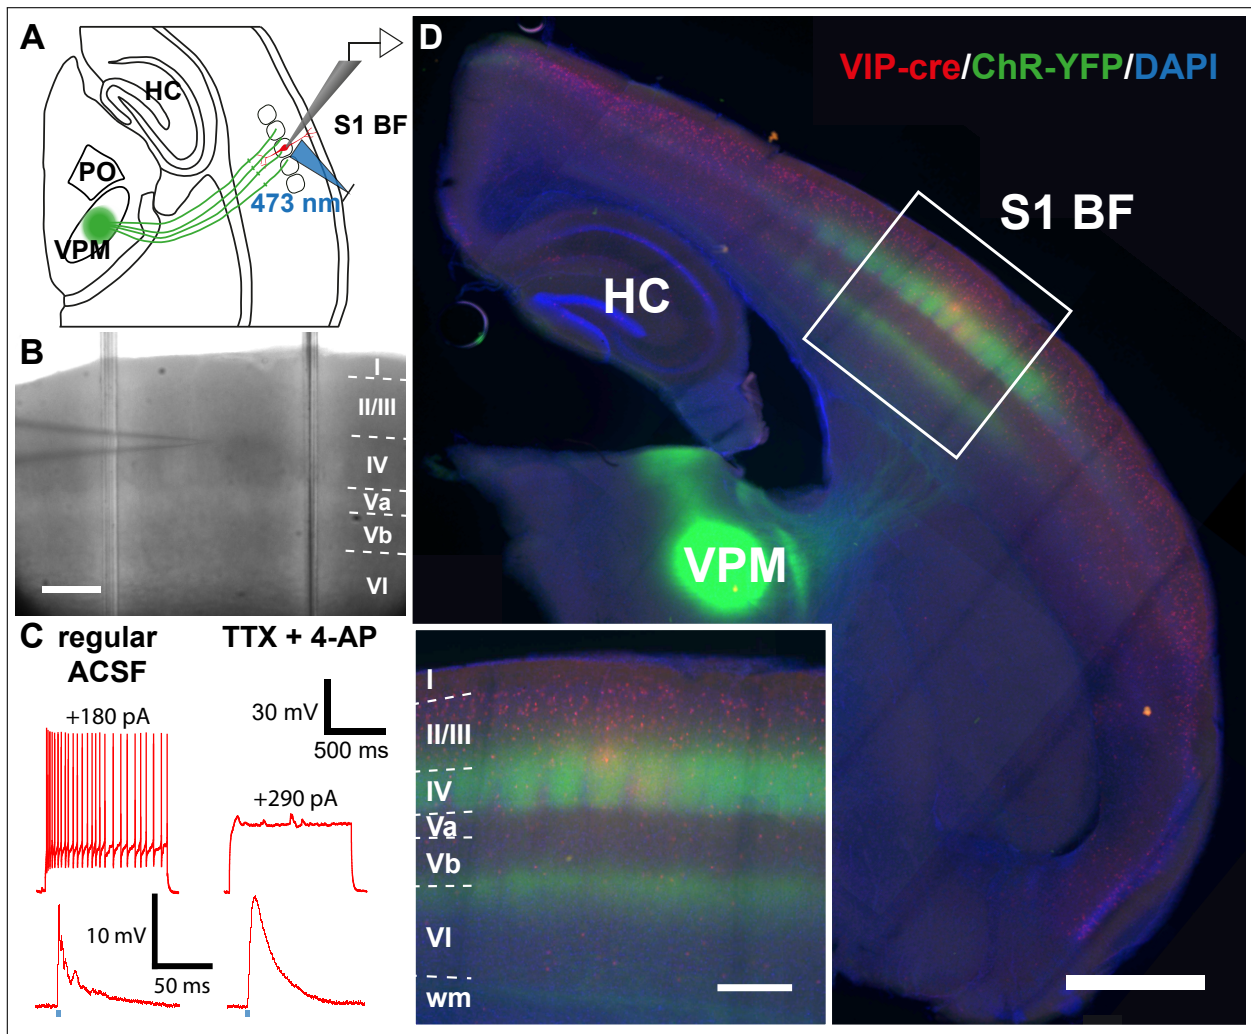 A
HC
S1 BF
PO
473 nm
VPM
B
I
II/III
IV
Va
Vb
VI
C regular
ACSF
TTX + 4-AP
+180 pA
30 mV
500 ms
+290 pA
10 mV
50 ms
D
VIP-cre/ChR-YFP/DAPI
S1 BF
HC
VPM
I
II/III
IV
Va
Vb
VI
wm